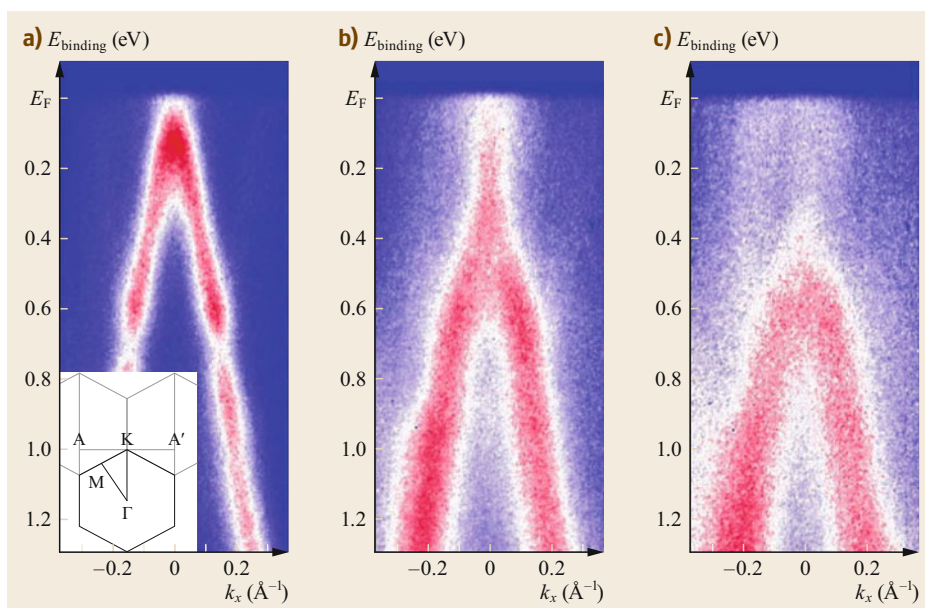 a) E_binding (eV)
E_F
0.2
0.4
0.6
0.8
1.0
1.2
−0.2 0 0.2
k_x (Å⁻¹)
A K A′
M
Γ
b) E_binding (eV)
E_F
0.2
0.4
0.6
0.8
1.0
1.2
−0.2 0 0.2
k_x (Å⁻¹)
c) E_binding (eV)
E_F
0.2
0.4
0.6
0.8
1.0
1.2
−0.2 0 0.2
k_x (Å⁻¹)